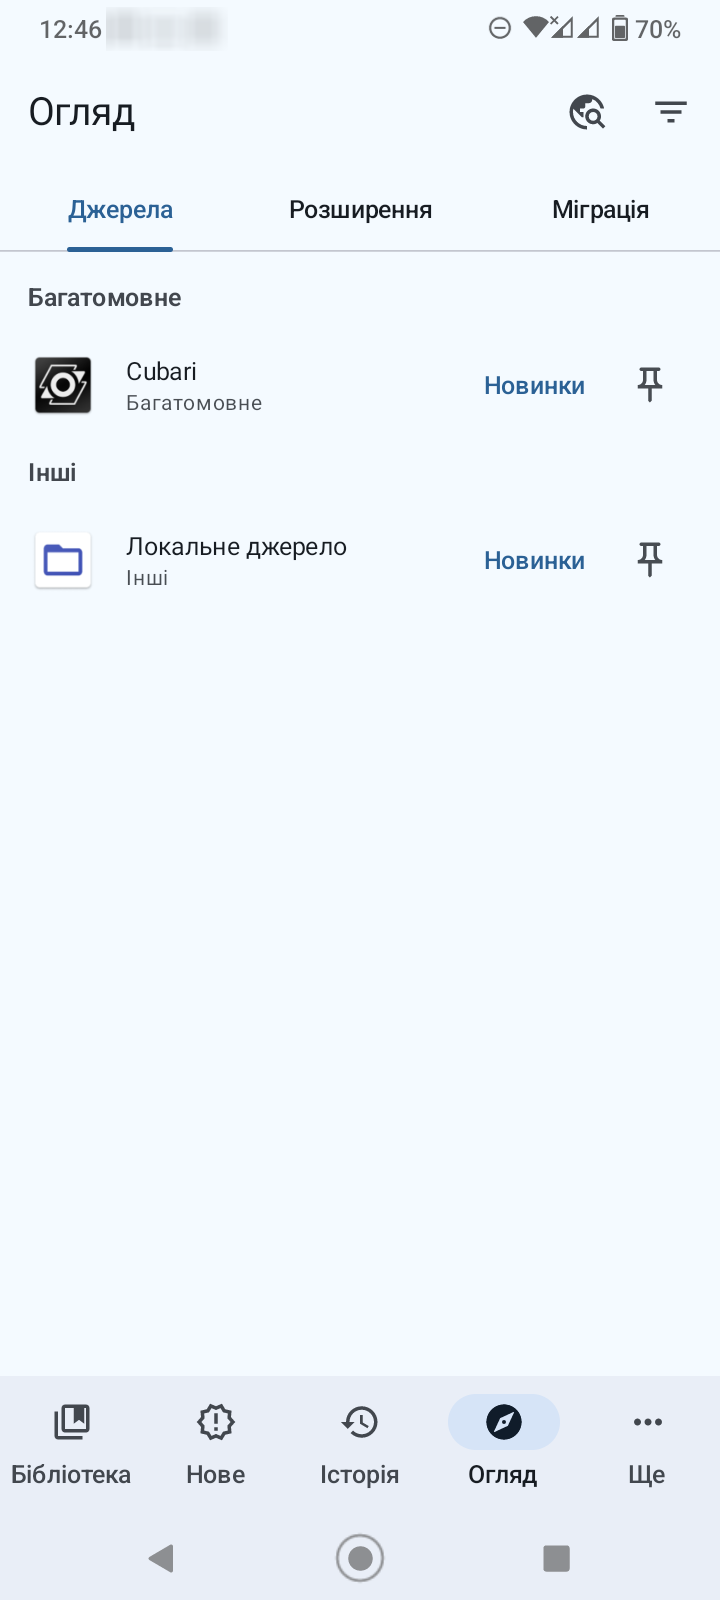 12:46
70%
Огляд
Джерела
Розширення
Міграція
Багатомовне
Cubari
Багатомовне
Новинки
Інші
Локальне джерело
Інші
Новинки
Бібліотека
Нове
Історія
Огляд
Ще